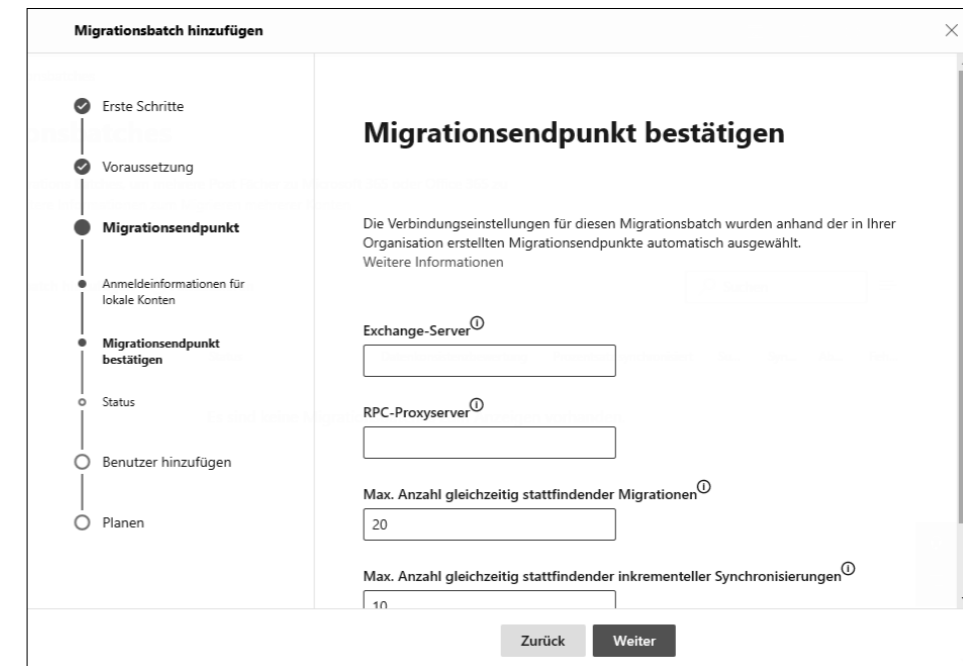 Migrationsbatch hinzufügen
Erste Schritte
Voraussetzung
Migrationsendpunkt
Anmeldeinformationen für
lokale Konten
Migrationsendpunkt
bestätigen
Status
Benutzer hinzufügen
Planen
Migrationsendpunkt bestätigen
Die Verbindungseinstellungen für diesen Migrationsbatch wurden anhand der in Ihrer
Organisation erstellten Migrationsendpunkte automatisch ausgewählt.
Weitere Informationen
Exchange-Server
RPC-Proxyserver
Max. Anzahl gleichzeitig stattfindender Migrationen
20
Max. Anzahl gleichzeitig stattfindender inkrementeller Synchronisierungen
10
Zurück
Weiter